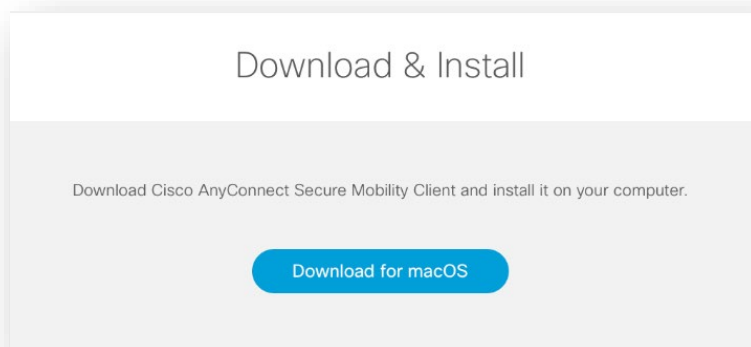 Download & Install
Download Cisco AnyConnect Secure Mobility Client and install it on your computer.
Download for macOS